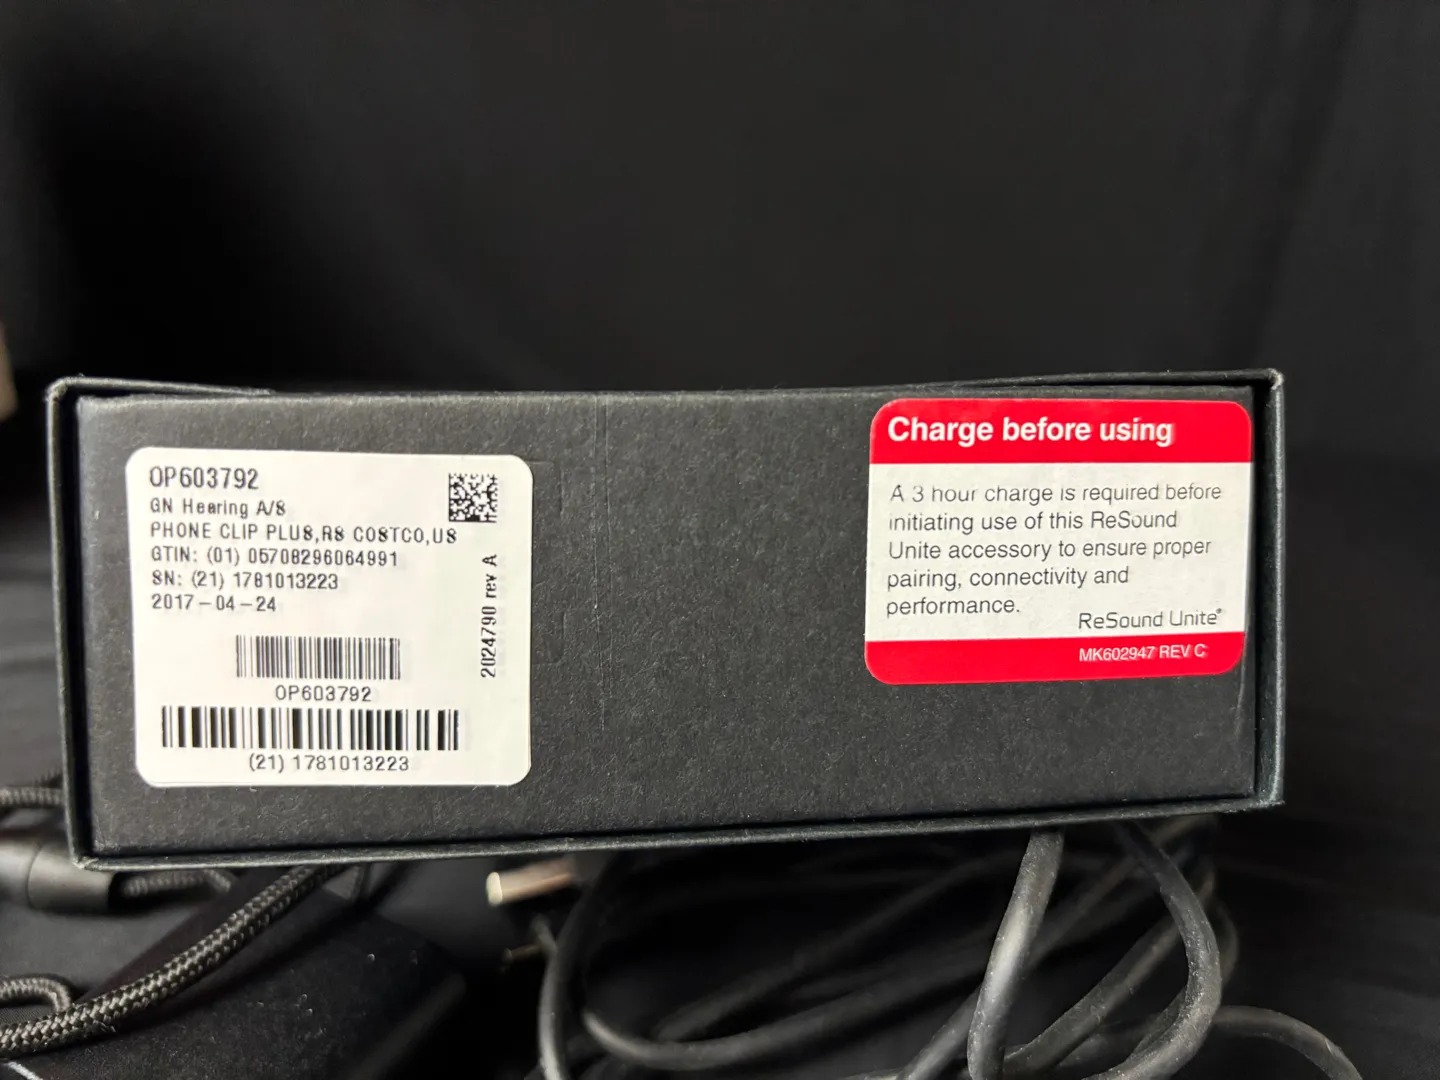 OP603792
GN Hearing A/S
PHONE CLIP PLUS,RS COSTCO,US
GTIN: (01) 05708296064991
SN: (21) 1781013223
2017-04-24
2024790 rev A
OP603792
(21) 1781013223
Charge before using
A 3 hour charge is required before
initiating use of this ReSound
Unite accessory to ensure proper
pairing, connectivity and
performance.
ReSound Unite®
MK602947 REV C